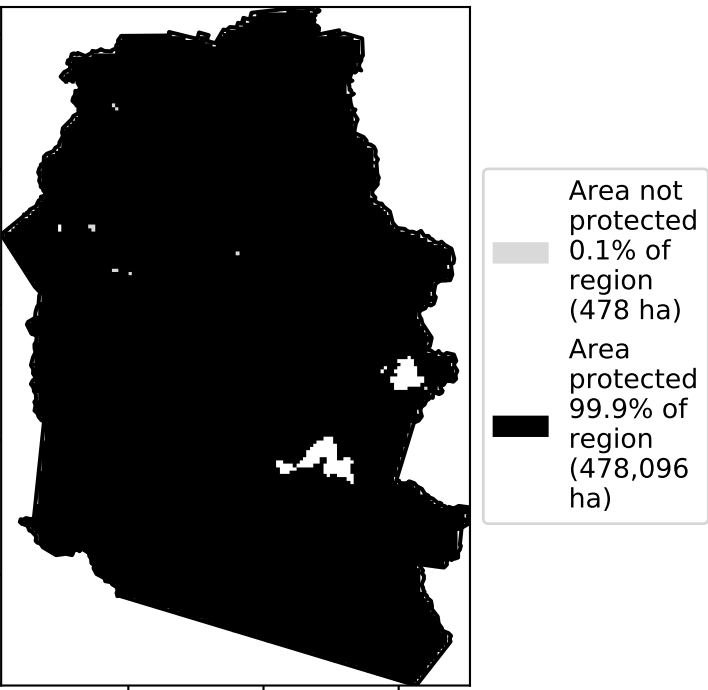 Area not
protected
0.1% of
region
(478 ha)
Area
protected
99.9% of
region
(478,096
ha)